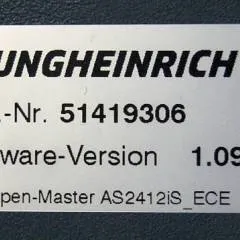 UNGHEINRICH
.-Nr. 51419306
ware-Version 1.09
pen-Master AS2412iS_ECE